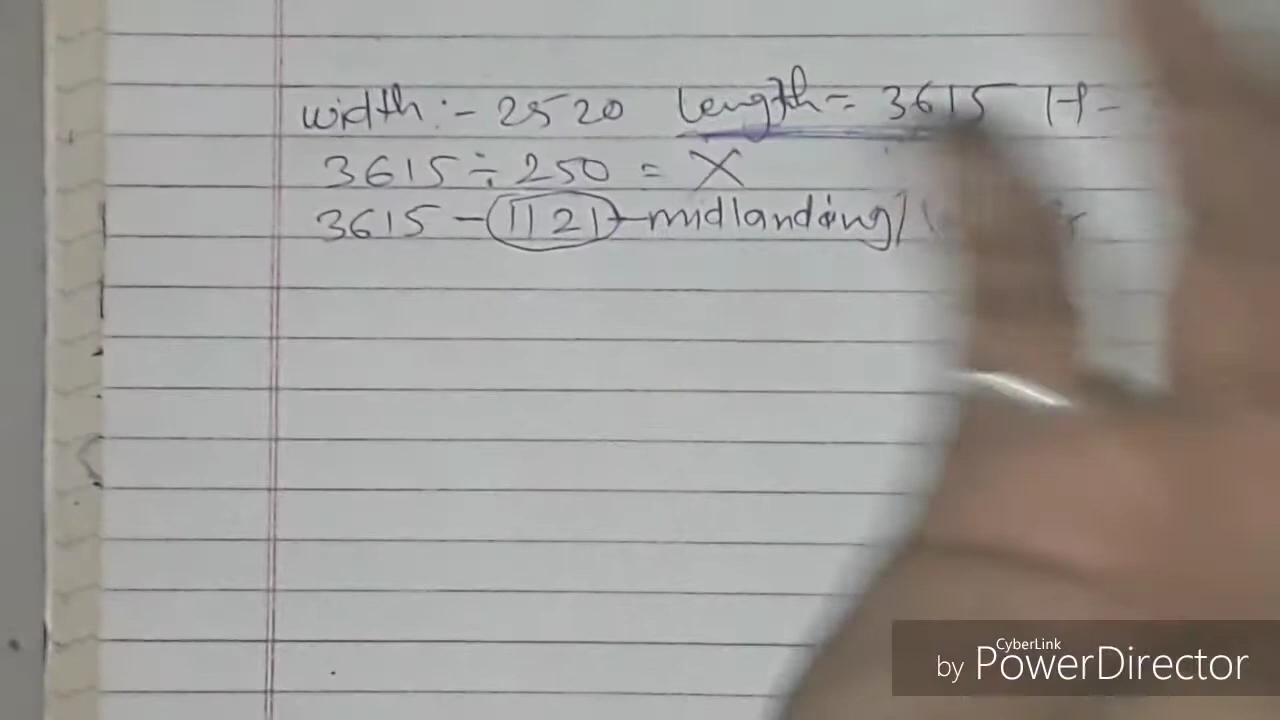 width :- 2520 length = 3615 H-
3615 ÷ 250 = X
3615 - 1121 - midlanding/
CyberLink
by PowerDirector